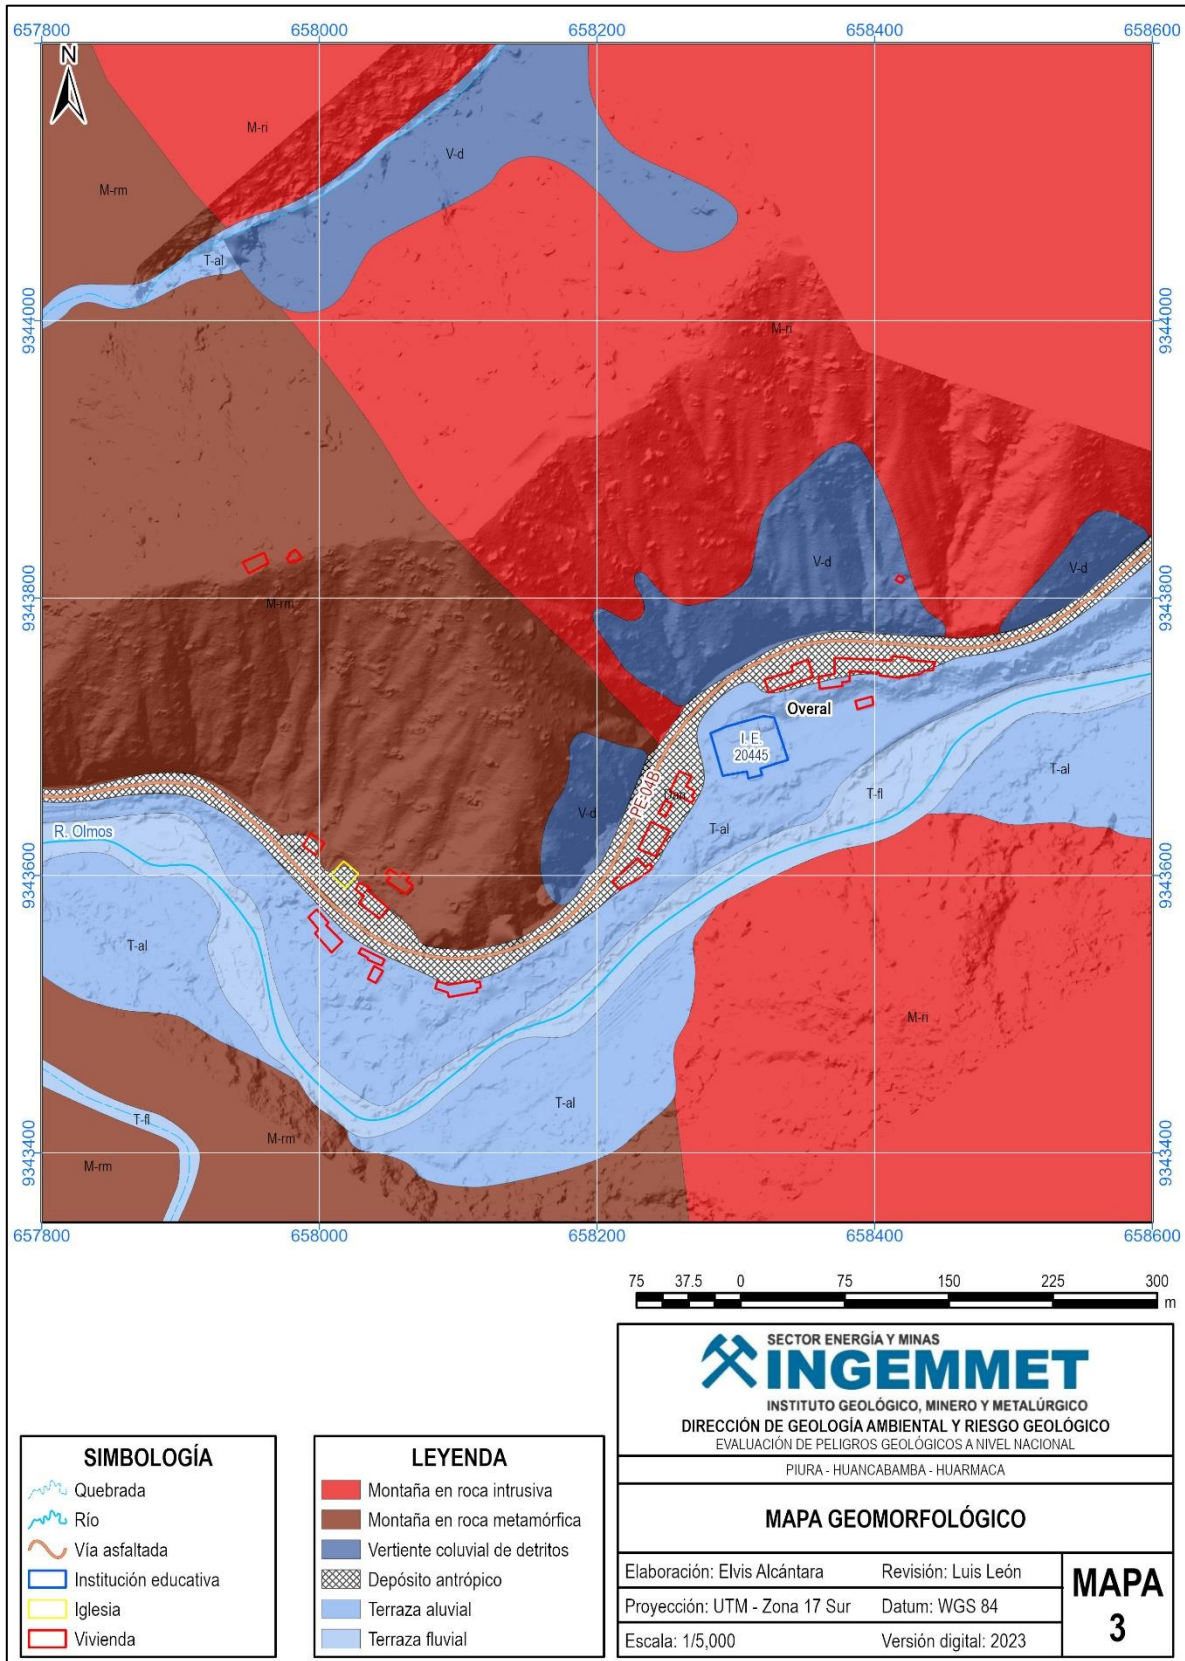 657800 658000 658200 658400 658600
N
M-ri
V-d
M-rm
T-al
9344000
9344000
M-ri
V-d
V-d
M-rm
9343800
9343800
Overal
I. E.
20445
PE-04B
Dan
T-al
T-fl
T-al
R. Olmos
V-d
9343600
9343600
T-al
M-ri
T-al
T-fl
M-rm
M-rm
9343400
9343400
657800 658000 658200 658400 658600
75 37.5 0 75 150 225 300
m
SIMBOLOGÍA
Quebrada
Río
Vía asfaltada
Institución educativa
Iglesia
Vivienda
LEYENDA
Montaña en roca intrusiva
Montaña en roca metamórfica
Vertiente coluvial de detritos
Depósito antrópico
Terraza aluvial
Terraza fluvial
SECTOR ENERGÍA Y MINAS
INGEMMET
INSTITUTO GEOLÓGICO, MINERO Y METALÚRGICO
DIRECCIÓN DE GEOLOGÍA AMBIENTAL Y RIESGO GEOLÓGICO
EVALUACIÓN DE PELIGROS GEOLÓGICOS A NIVEL NACIONAL
PIURA - HUANCABAMBA - HUARMACA
MAPA GEOMORFOLÓGICO
Elaboración: Elvis Alcántara Revisión: Luis León
Proyección: UTM - Zona 17 Sur Datum: WGS 84
Escala: 1/5,000 Versión digital: 2023
MAPA
3